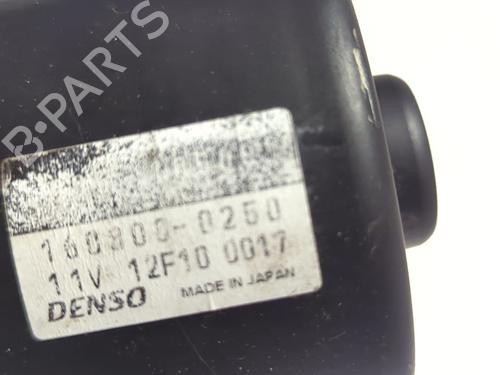 B-PARTS
160800-0250
11V 12F10 0017
DENSO MADE IN JAPAN